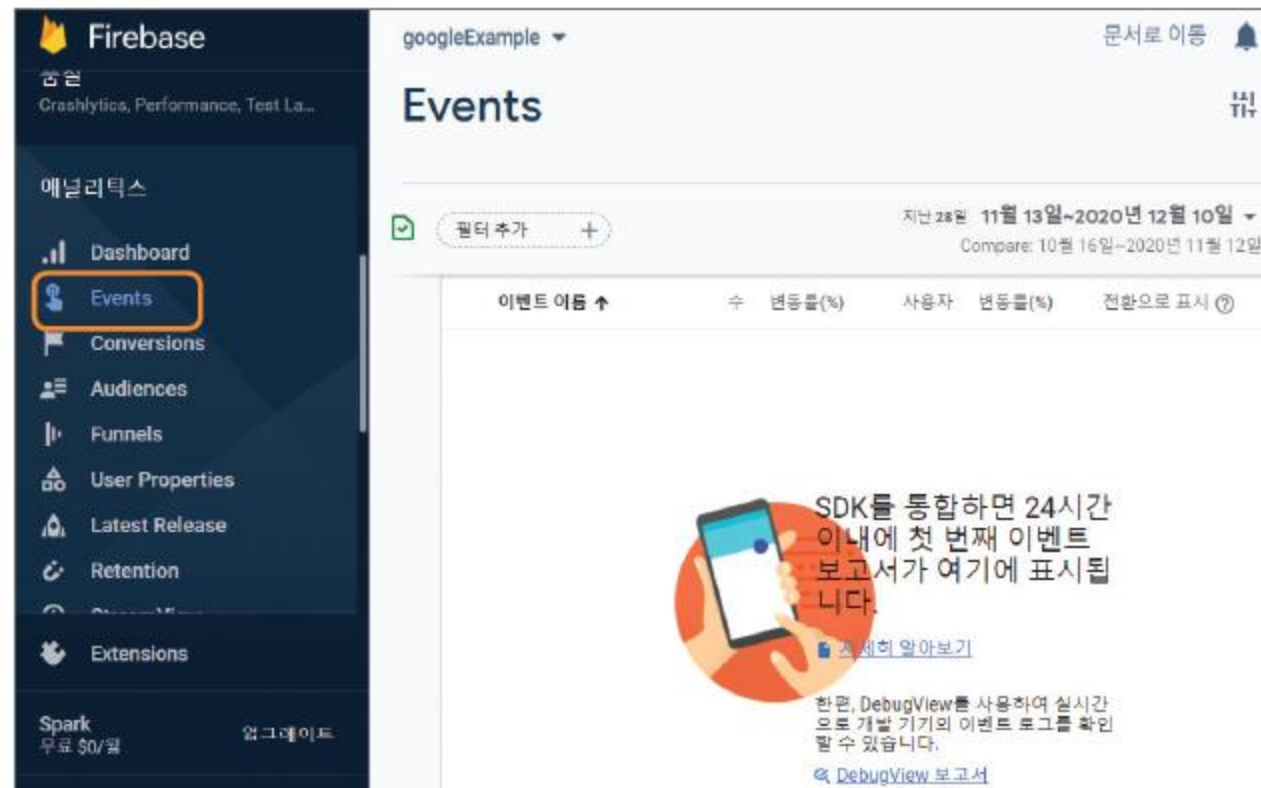 Firebase
품질
Crashlytics, Performance, Test La...
애널리틱스
Dashboard
Events
Conversions
Audiences
Funnels
User Properties
Latest Release
Retention
Extensions
Spark
무료 $0/월
업그레이드
googleExample
문서로 이동
Events
필터 추가 +
지난 28일 11월 13일~2020년 12월 10일
Compare: 10월 16일~2020년 11월 12일
이벤트 이름 ↑ 수 변동률(%) 사용자 변동률(%) 전환으로 표시 ?
SDK를 통합하면 24시간
이내에 첫 번째 이벤트
보고서가 여기에 표시됩
니다.
자세히 알아보기
한편, DebugView를 사용하여 실시간
으로 개발 기기의 이벤트 로그를 확인
할 수 있습니다.
DebugView 보고서